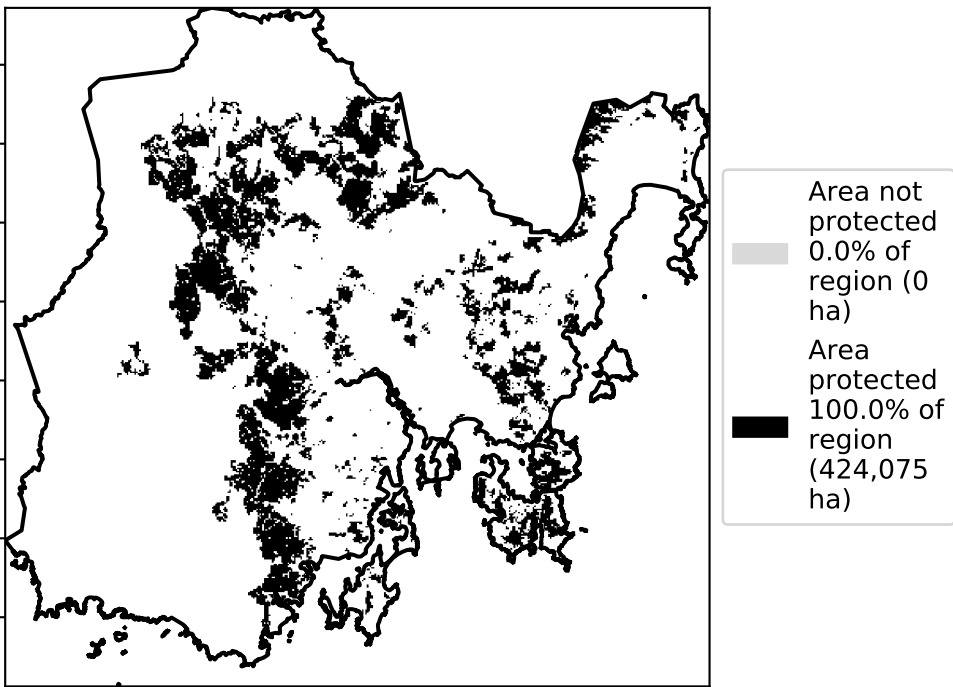 Area not
protected
0.0% of
region (0
ha)
Area
protected
100.0% of
region
(424,075
ha)